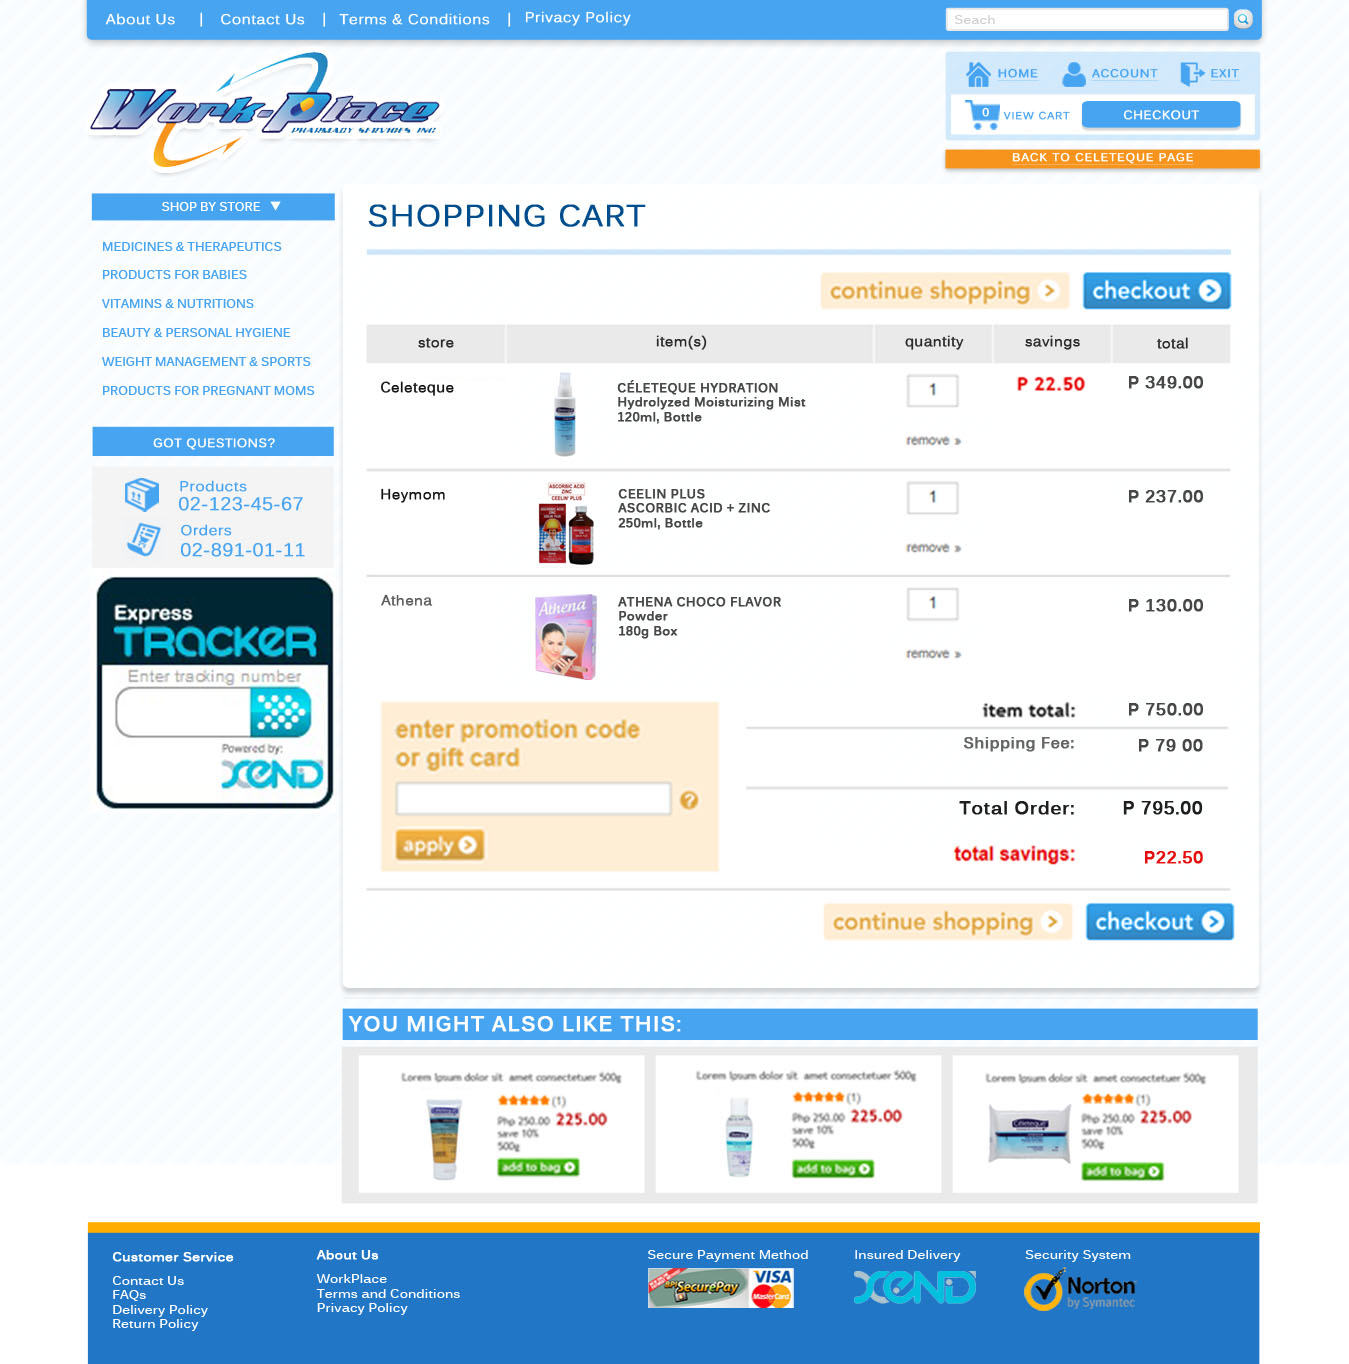 About Us | Contact Us | Terms & Conditions | Privacy Policy
Seach
Work-Place
PHARMACY SERVICES INC
HOME ACCOUNT EXIT
0 VIEW CART CHECKOUT
BACK TO CELETEQUE PAGE
SHOP BY STORE ▼
MEDICINES & THERAPEUTICS
PRODUCTS FOR BABIES
VITAMINS & NUTRITIONS
BEAUTY & PERSONAL HYGIENE
WEIGHT MANAGEMENT & SPORTS
PRODUCTS FOR PREGNANT MOMS
GOT QUESTIONS?
Products
02-123-45-67
Orders
02-891-01-11
Express
TRACKER
Enter tracking number
Powered by:
XEND
SHOPPING CART
continue shopping checkout
store item(s) quantity savings total
Celeteque
CÉLETEQUE HYDRATION
Hydrolyzed Moisturizing Mist
120ml, Bottle
1
remove »
P 22.50
P 349.00
Heymom
ASCORBIC ACID
ZINC
CEELIN PLUS
CEELIN PLUS
ASCORBIC ACID + ZINC
250ml, Bottle
1
remove »
P 237.00
Athena
Athena
ATHENA CHOCO FLAVOR
Powder
180g Box
1
remove »
P 130.00
enter promotion code
or gift card
?
apply
item total: P 750.00
Shipping Fee: P 79 00
Total Order: P 795.00
total savings: P22.50
continue shopping checkout
YOU MIGHT ALSO LIKE THIS:
Lorem Ipsum dolor sit amet consectetuer 500g
(1)
Php 250.00 225.00
save 10%
500g
add to bag
Lorem Ipsum dolor sit amet consectetuer 500g
(1)
Php 250.00 225.00
save 10%
500g
add to bag
Lorem Ipsum dolor sit amet consectetuer 500g
Céleteque
(1)
Php 250.00 225.00
save 10%
500g
add to bag
Customer Service
Contact Us
FAQs
Delivery Policy
Return Policy
About Us
WorkPlace
Terms and Conditions
Privacy Policy
Secure Payment Method
BPI SecurePay VISA
MasterCard
Insured Delivery
XEND
Security System
Norton
by Symantec